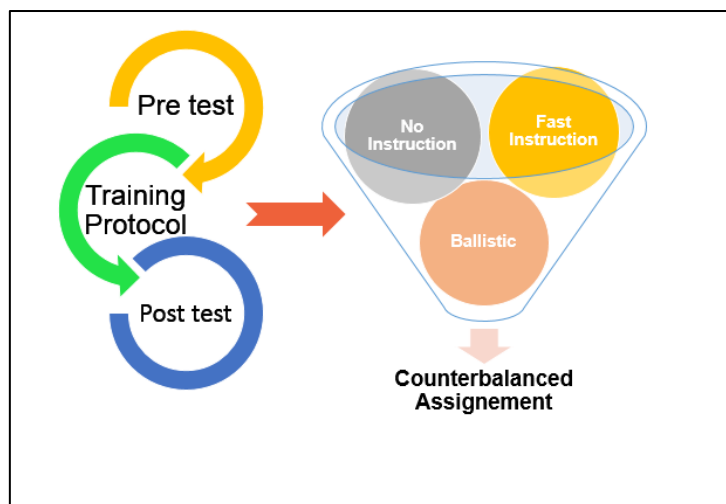 Pre test
Training
Protocol
Post test
No
Instruction
Fast
Instruction
Ballistic
Counterbalanced
Assignement